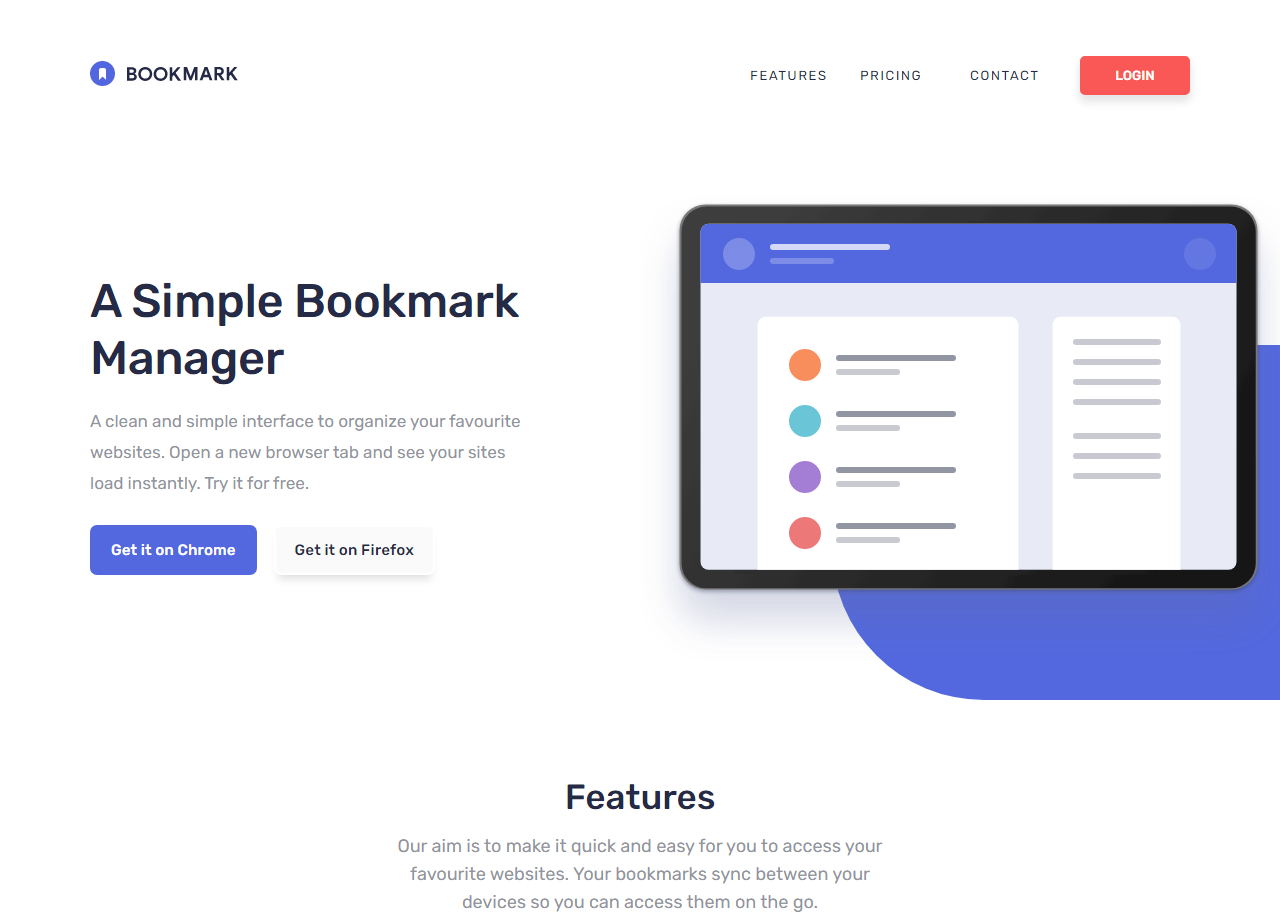 BOOKMARK
FEATURES PRICING CONTACT LOGIN
A Simple Bookmark
Manager
A clean and simple interface to organize your favourite
websites. Open a new browser tab and see your sites
load instantly. Try it for free.
Get it on Chrome Get it on Firefox
Features
Our aim is to make it quick and easy for you to access your
favourite websites. Your bookmarks sync between your
devices so you can access them on the go.